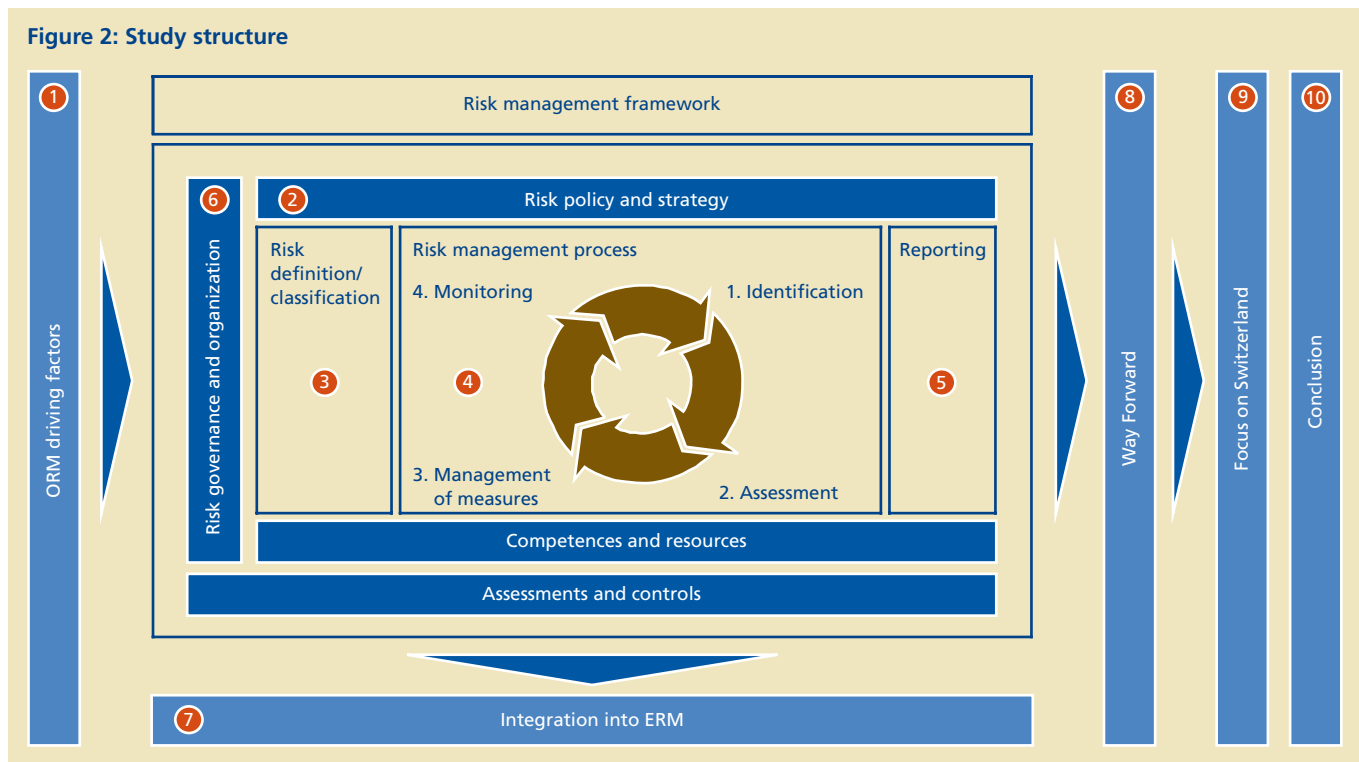 Figure 2: Study structure
1
ORM driving factors
Risk management framework
6
Risk governance and organization
2
Risk policy and strategy
Risk
definition/
classification
3
Risk management process
4. Monitoring
1. Identification
4
3. Management
of measures
2. Assessment
Reporting
5
Competences and resources
Assessments and controls
7
Integration into ERM
8
Way Forward
9
Focus on Switzerland
10
Conclusion